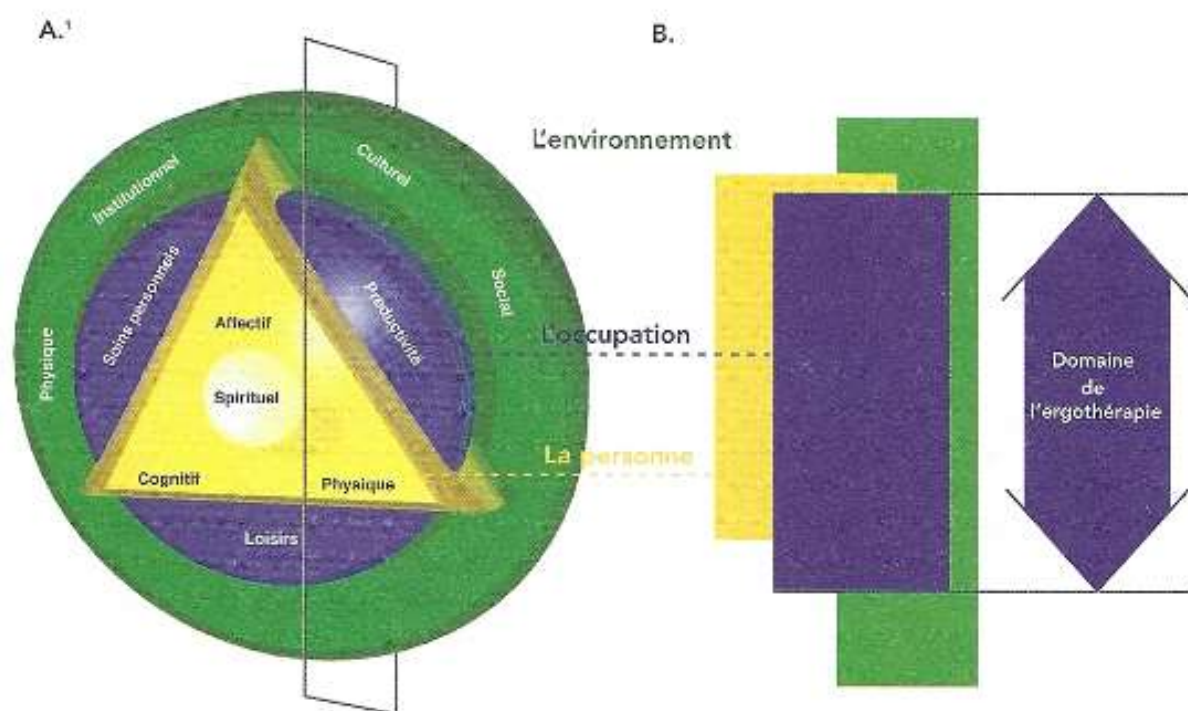 A.¹
B.
L'environnement
Culturel
Institutionnel
Social
Soins personnels
Productivité
Physique
Affectif
L'occupation
Spirituel
Domaine
de
l'ergothérapie
La personne
Cognitif
Physique
Loisirs